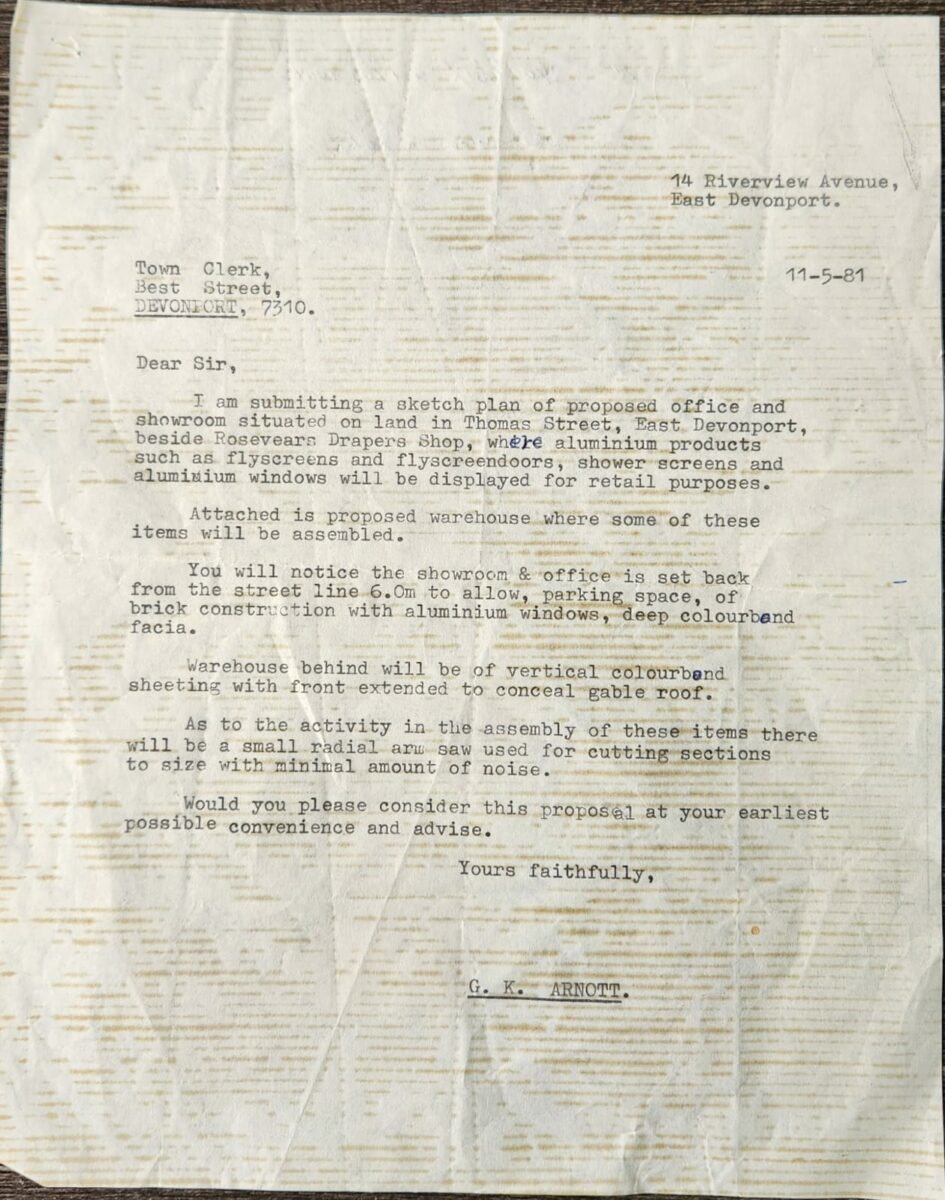 14 Riverview Avenue,
East Devonport.
Town Clerk,
11-5-81
Best Street,
DEVONPORT, 7310.
Dear Sir,
I am submitting a sketch plan of proposed office and
showroom situated on land in Thomas Street, East Devonport,
beside Rosevears Drapers Shop, where aluminium products
such as flyscreens and flyscreendoors, shower screens and
aluminium windows will be displayed for retail purposes.
Attached is proposed warehouse where some of these
items will be assembled.
You will notice the showroom & office is set back
from the street line 6.0m to allow, parking space, of
brick construction with aluminium windows, deep colourbond
facia.
Warehouse behind will be of vertical colourbond
sheeting with front extended to conceal gable roof.
As to the activity in the assembly of these items there
will be a small radial arm saw used for cutting sections
to size with minimal amount of noise.
Would you please consider this proposal at your earliest
possible convenience and advise.
Yours faithfully,
G. K. ARNOTT.